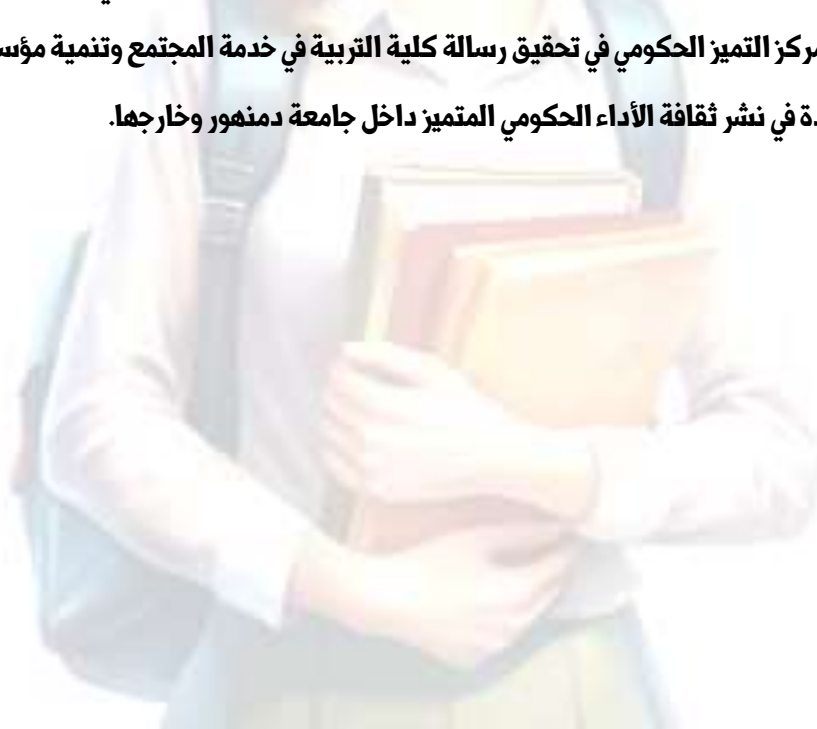 مركز التميز الحكومي في تحقيق رسالة كلية التربية في خدمة المجتمع وتنمية
في نشر ثقافة الأداء الحكومي المتميز داخل جامعة دمنهور وخارجها.